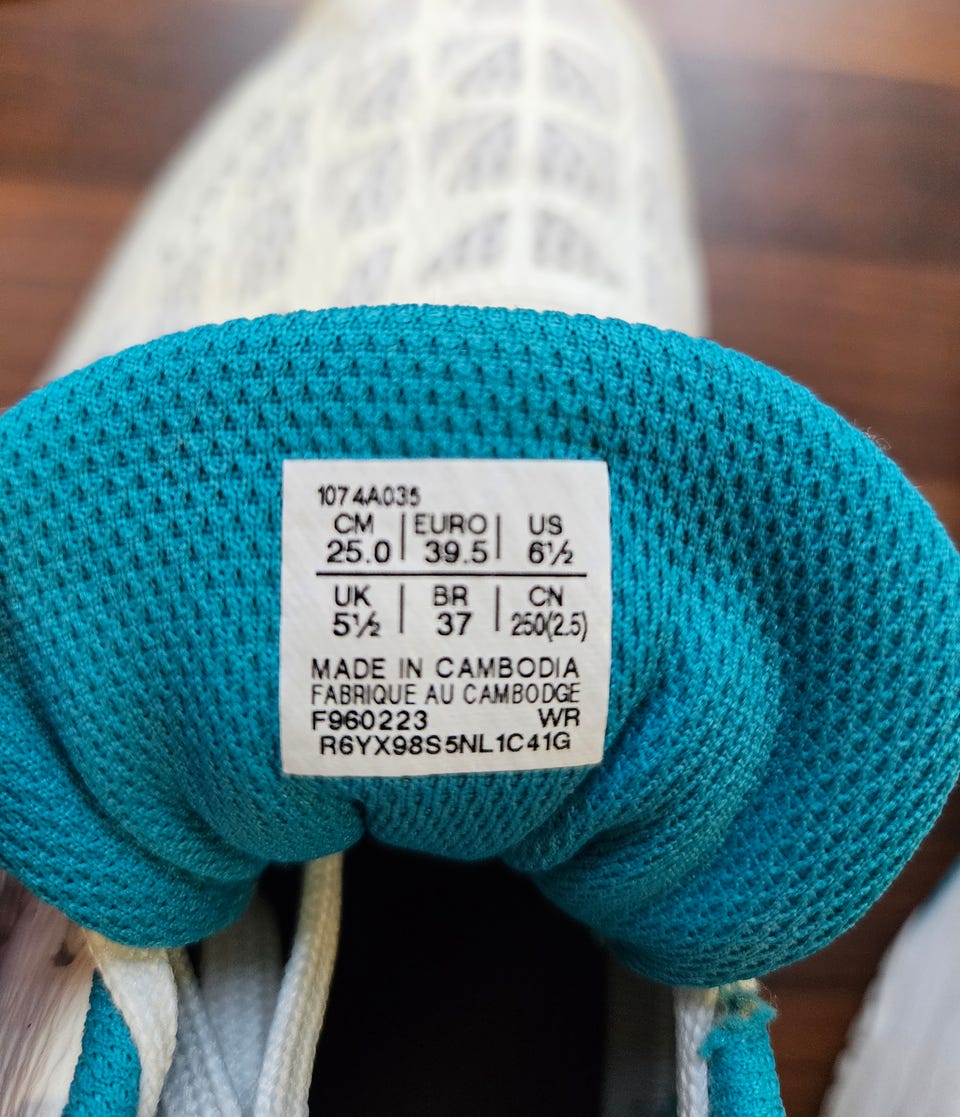 1074A035
CM | EURO | US
25.0 | 39.5 | 6½
UK | BR | CN
5½ | 37 | 250(2.5)
MADE IN CAMBODIA
FABRIQUE AU CAMBODGE
F960223 WR
R6YX98S5NL1C41G